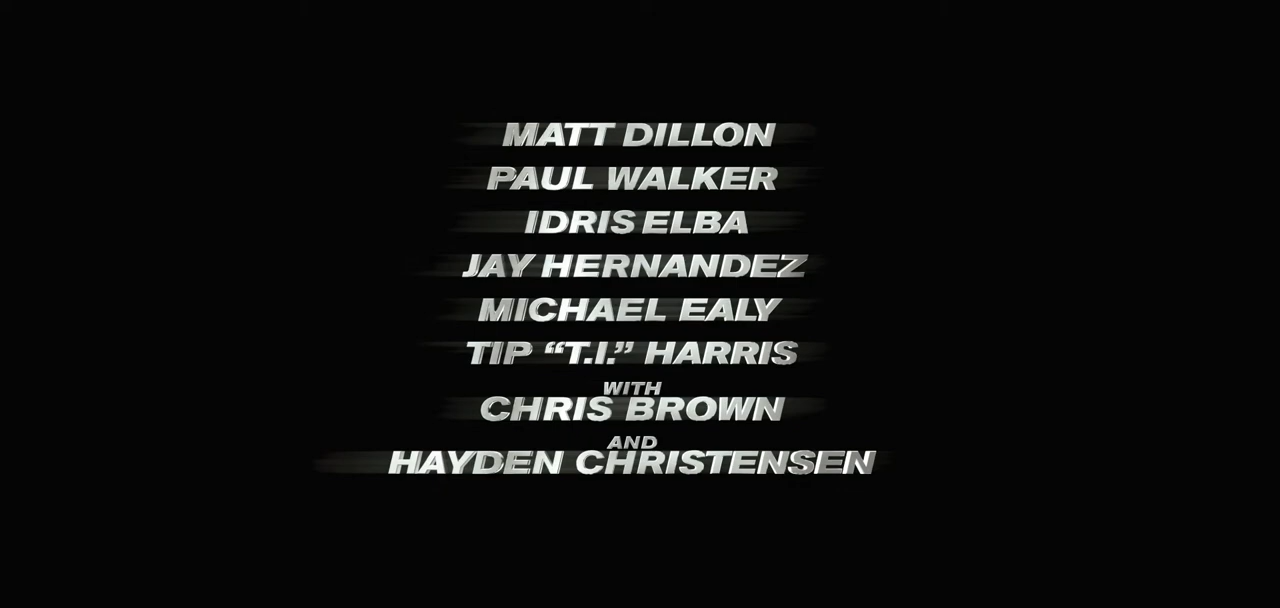 MATT DILLON
PAUL WALKER
IDRIS ELBA
JAY HERNANDEZ
MICHAEL EALY
TIP “T.I.” HARRIS
WITH
CHRIS BROWN
AND
HAYDEN CHRISTENSEN